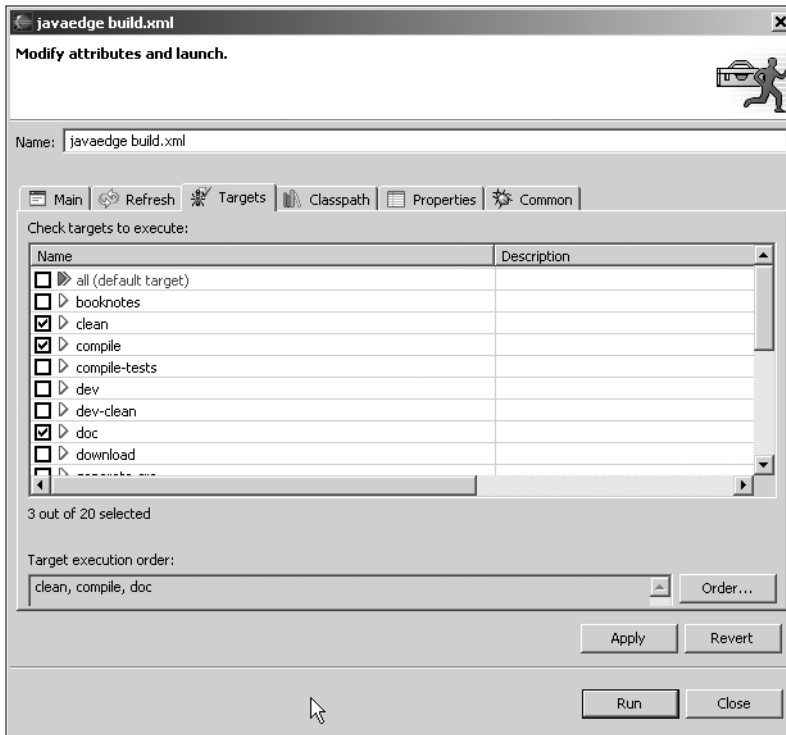 javaedge build.xml
Modify attributes and launch.
Name: javaedge build.xml
Main Refresh Targets Classpath Properties Common
Check targets to execute:
Name Description
all (default target)
booknotes
clean
compile
compile-tests
dev
dev-clean
doc
download
3 out of 20 selected
Target execution order:
clean, compile, doc
Order...
Apply Revert
Run Close